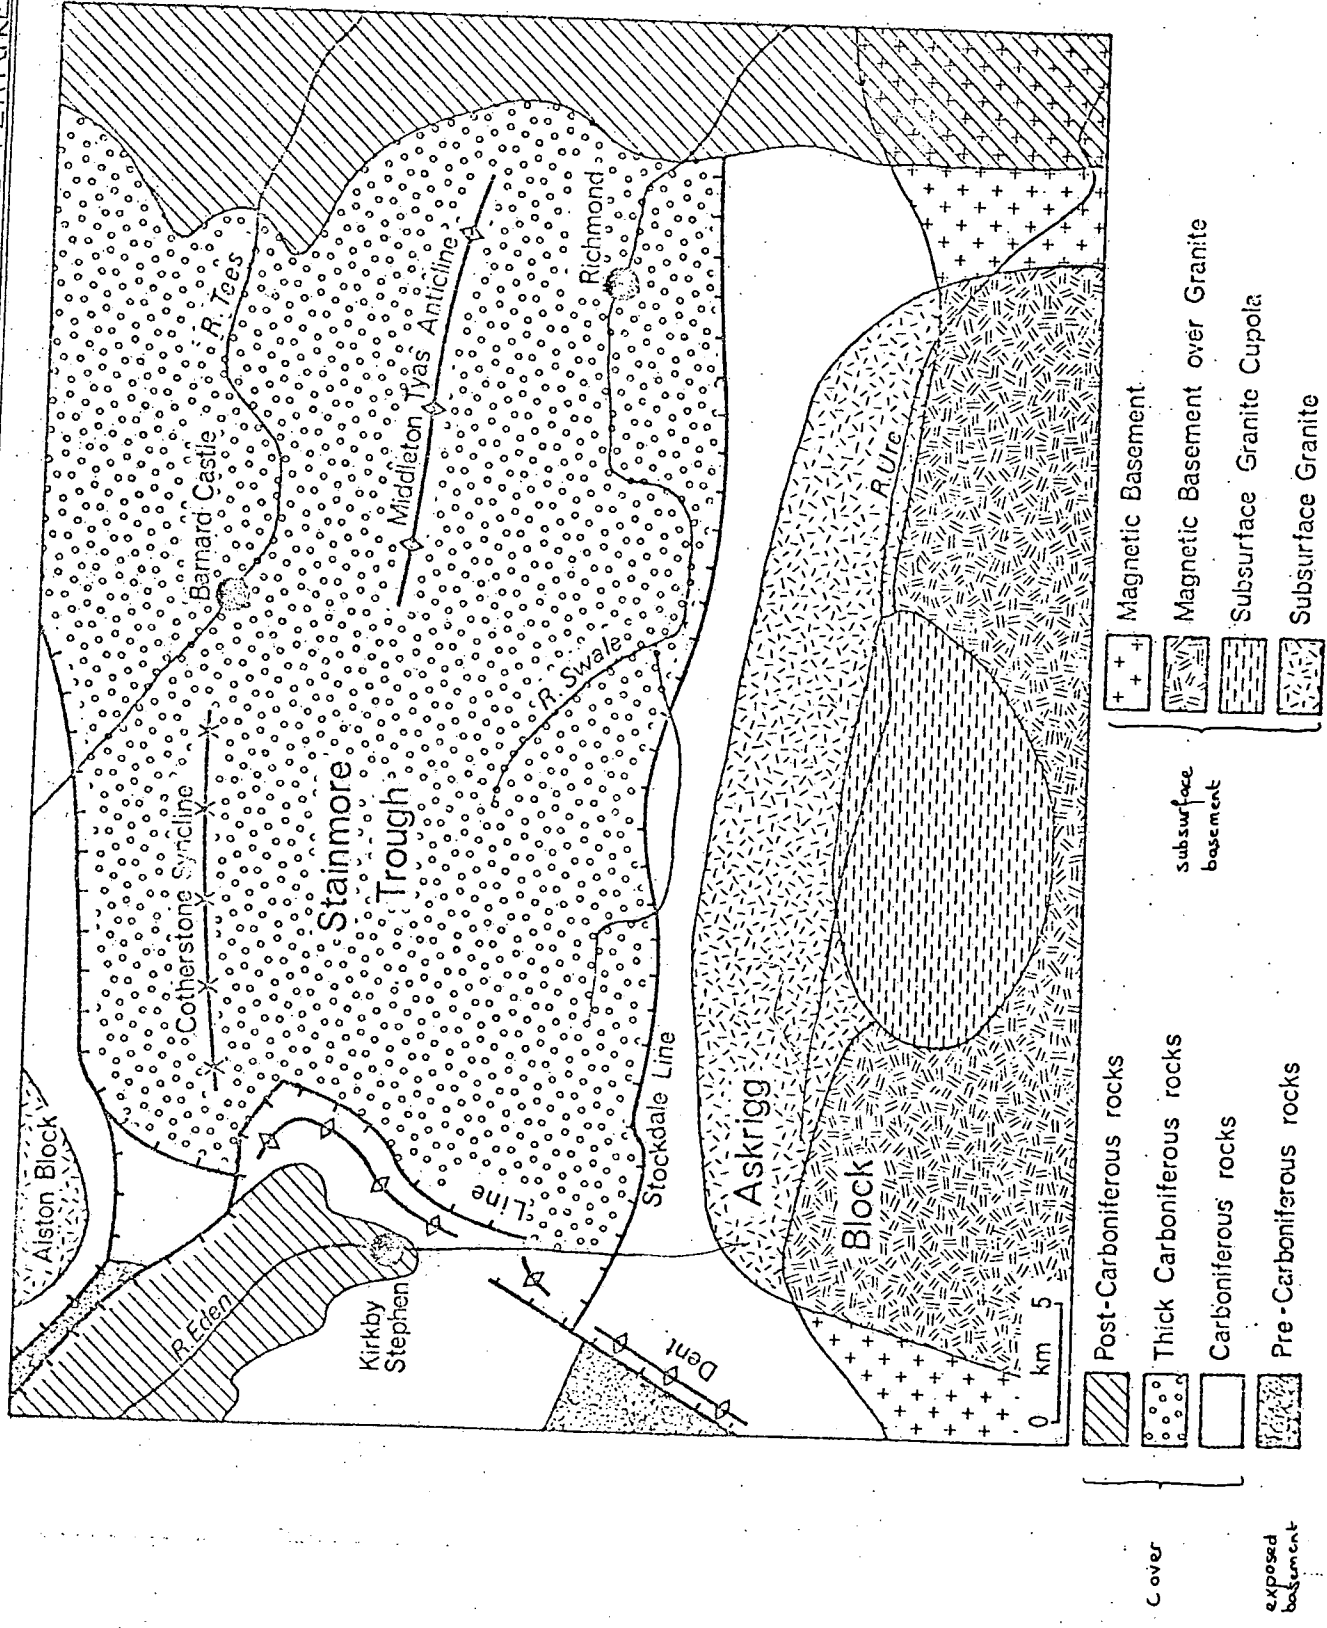 Alston Block
R. Eden
Kirkby
Stephen
Cotherstone Syncline
Barnard Castle
R. Tees
Stainmore
Trough
Middleton Tyas Anticline
Richmond
R. Swale
Line
Dent
Stockdale Line
Askrigg
Block
R. Ure
0 km 5
cover
Post-Carboniferous rocks
Thick Carboniferous rocks
Carboniferous rocks
exposed
basement
Pre-Carboniferous rocks
subsurface
basement
Magnetic Basement
Magnetic Basement over Granite
Subsurface Granite Cupola
Subsurface Granite